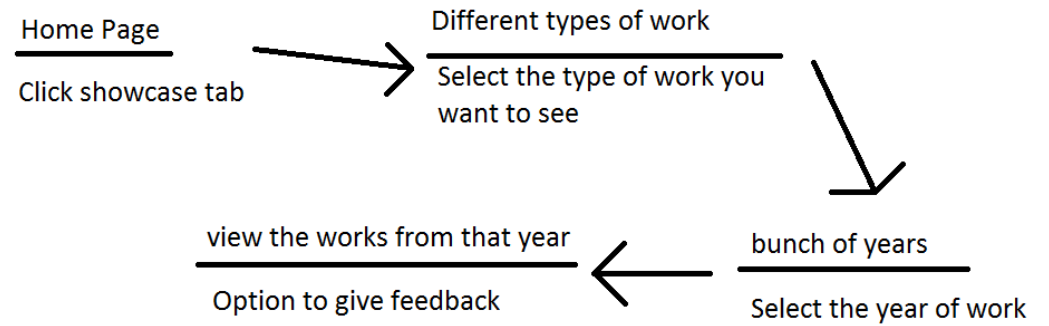 Home Page
Click showcase tab
Different types of work
Select the type of work you
want to see
bunch of years
Select the year of work
view the works from that year
Option to give feedback